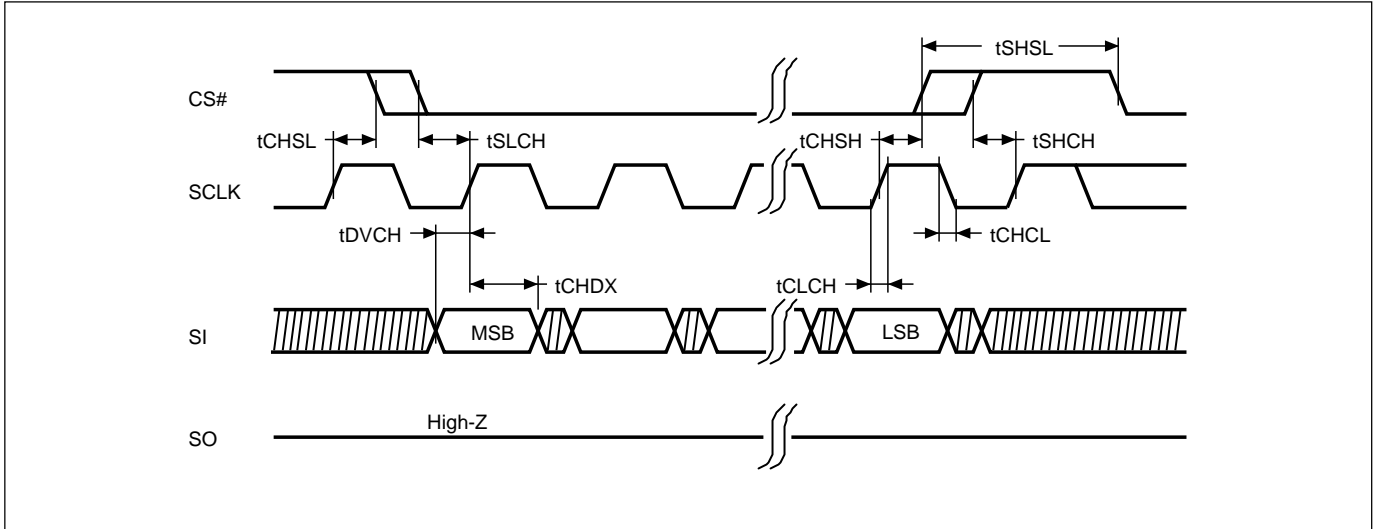 tSHSL
CS#
tCHSL
tSLCH
tCHSH
tSHCH
SCLK
tDVCH
tCHCL
tCHDX
tCLCH
SI
MSB
LSB
High-Z
SO